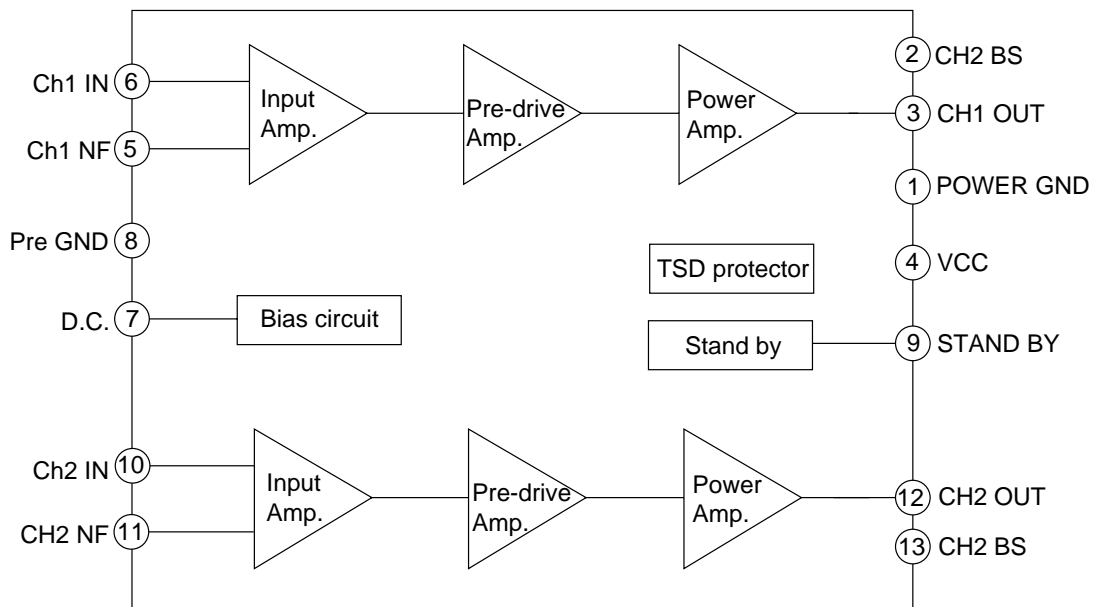 2
CH2 BS
Ch1 IN
6
Input
Amp.
Pre-drive
Amp.
Power
Amp.
3
CH1 OUT
Ch1 NF
5
1
POWER GND
Pre GND
8
TSD protector
4
VCC
D.C.
7
Bias circuit
Stand by
9
STAND BY
Ch2 IN
10
Input
Amp.
Pre-drive
Amp.
Power
Amp.
12
CH2 OUT
CH2 NF
11
13
CH2 BS